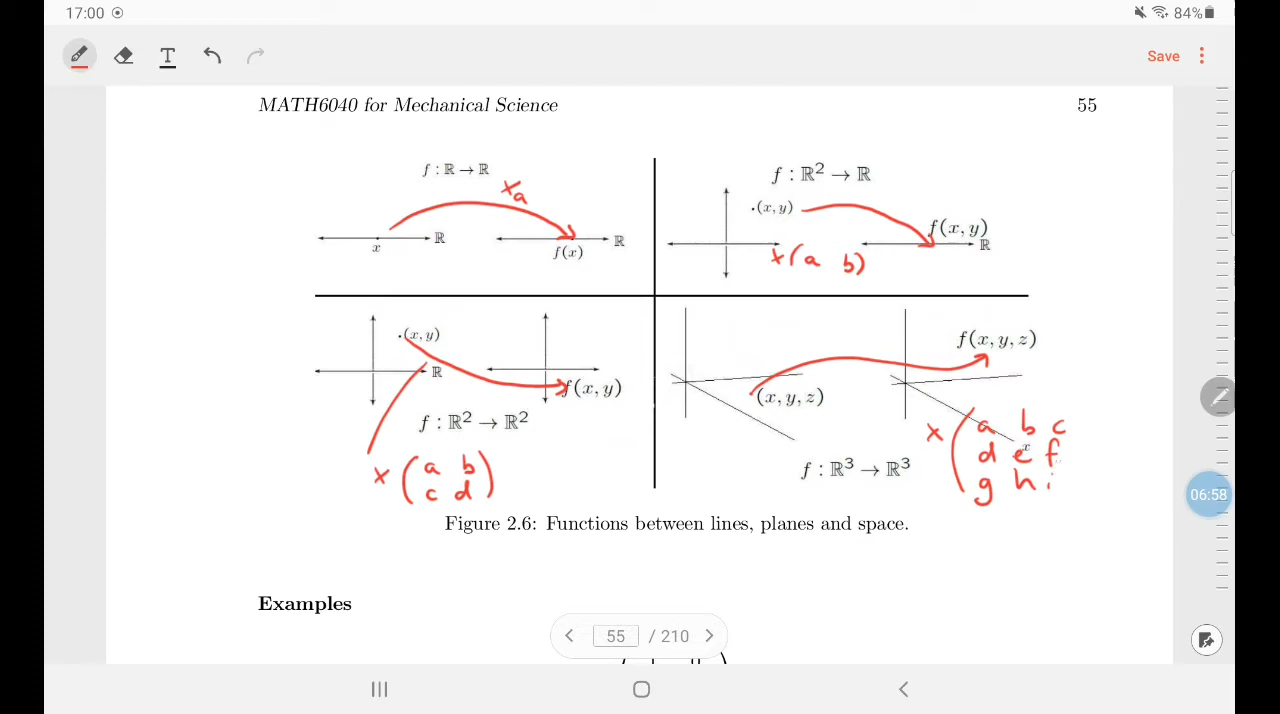 17:00 84%
T Save
MATH6040 for Mechanical Science 55
f : ℝ → ℝ
×a
x ℝ
f(x) ℝ
f : ℝ² → ℝ
·(x, y)
f(x, y)
ℝ
×(a b)
·(x, y)
ℝ
f(x, y)
f : ℝ² → ℝ²
×(a b
c d)
f(x, y, z)
(x, y, z)
x
f : ℝ³ → ℝ³
×(a b c
d e f
g h i
06:58
Figure 2.6: Functions between lines, planes and space.
Examples
55 / 210